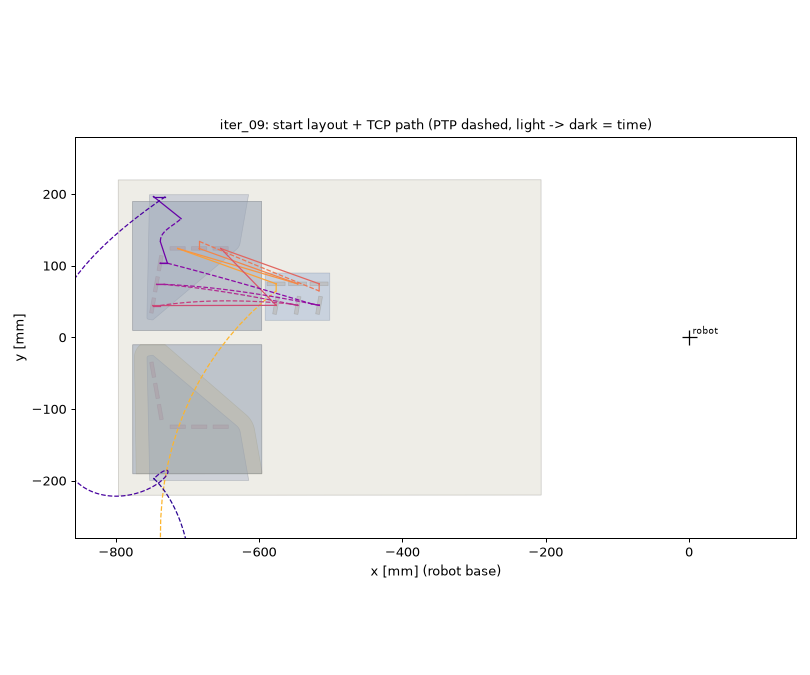 iter_09: start layout + TCP path (PTP dashed, light -> dark = time)
200
100
0
−100
−200
y [mm]
robot
−800
−600
−400
−200
0
x [mm] (robot base)